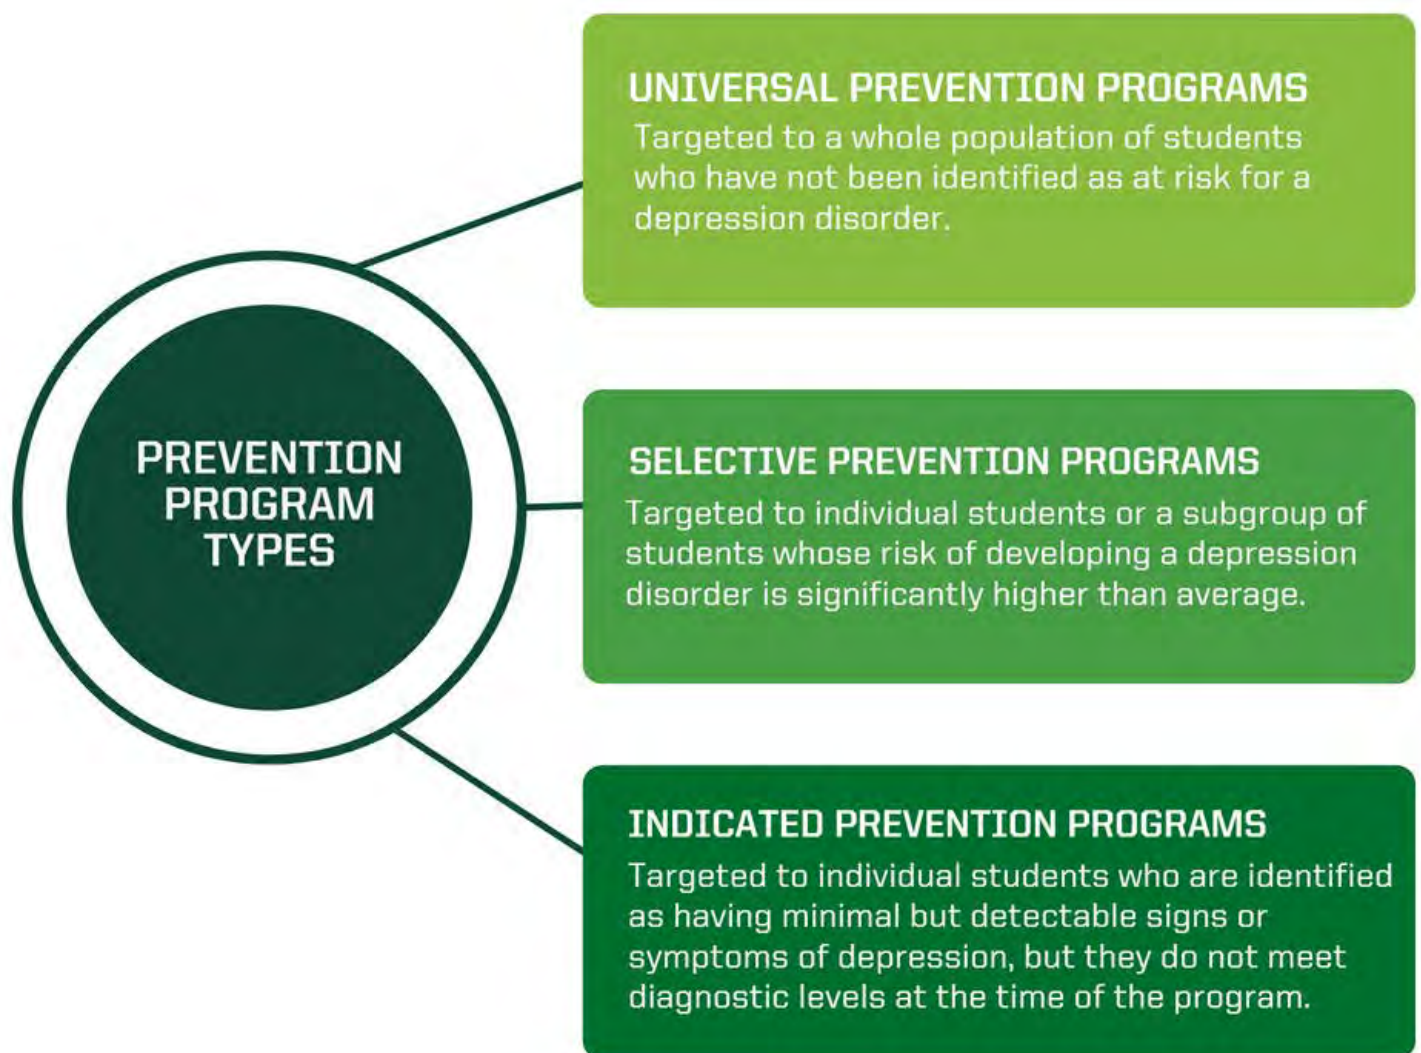 PREVENTION
PROGRAM
TYPES
UNIVERSAL PREVENTION PROGRAMS
Targeted to a whole population of students
who have not been identified as at risk for a
depression disorder.
SELECTIVE PREVENTION PROGRAMS
Targeted to individual students or a subgroup of
students whose risk of developing a depression
disorder is significantly higher than average.
INDICATED PREVENTION PROGRAMS
Targeted to individual students who are identified
as having minimal but detectable signs or
symptoms of depression, but they do not meet
diagnostic levels at the time of the program.